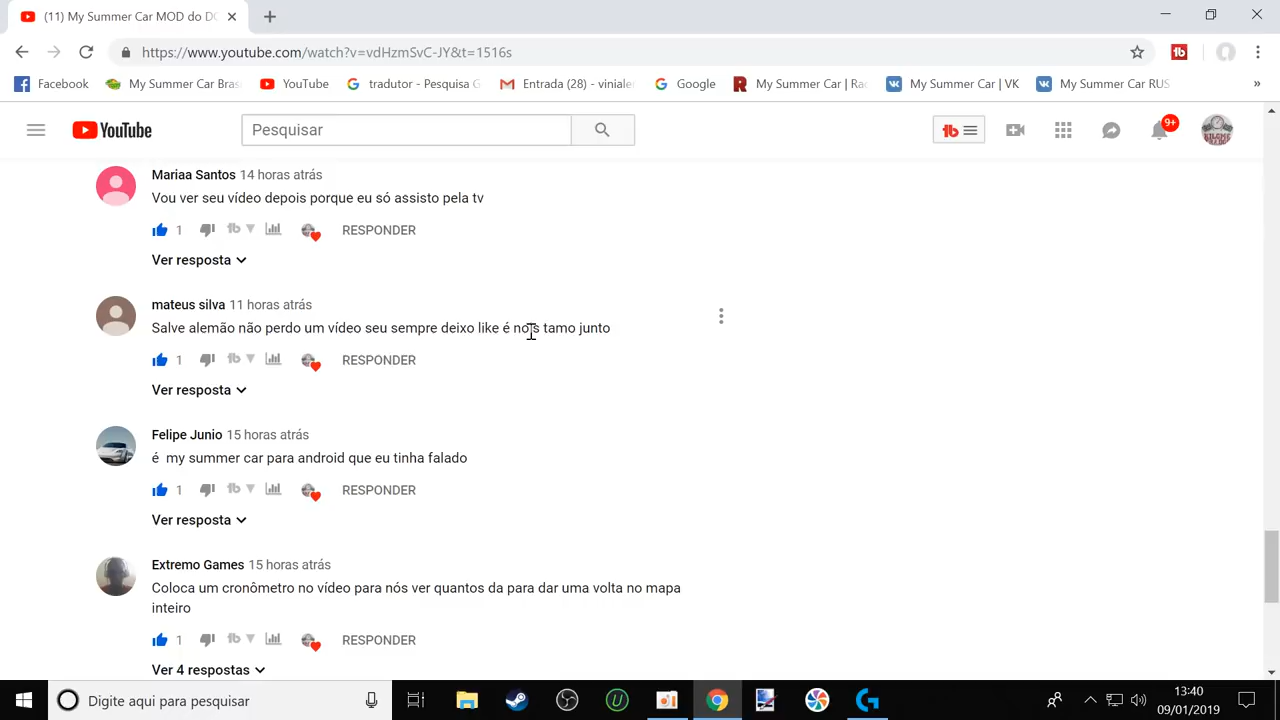 (11) My Summer Car MOD do DO
https://www.youtube.com/watch?v=vdHzmSvC-JY&t=1516s
Facebook My Summer Car Bras YouTube tradutor - Pesquisa G Entrada (28) - viniale Google My Summer Car | Rac My Summer Car | VK My Summer Car RUS »
YouTube Pesquisar 9+
Mariaa Santos 14 horas atrás
Vou ver seu vídeo depois porque eu só assisto pela tv
1 RESPONDER
Ver resposta
mateus silva 11 horas atrás
Salve alemão não perdo um vídeo seu sempre deixo like é nois tamo junto
1 RESPONDER
Ver resposta
Felipe Junio 15 horas atrás
é my summer car para android que eu tinha falado
1 RESPONDER
Ver resposta
Extremo Games 15 horas atrás
Coloca um cronômetro no vídeo para nós ver quantos da para dar uma volta no mapa
inteiro
1 RESPONDER
Ver 4 respostas
Digite aqui para pesquisar
13:40
09/01/2019